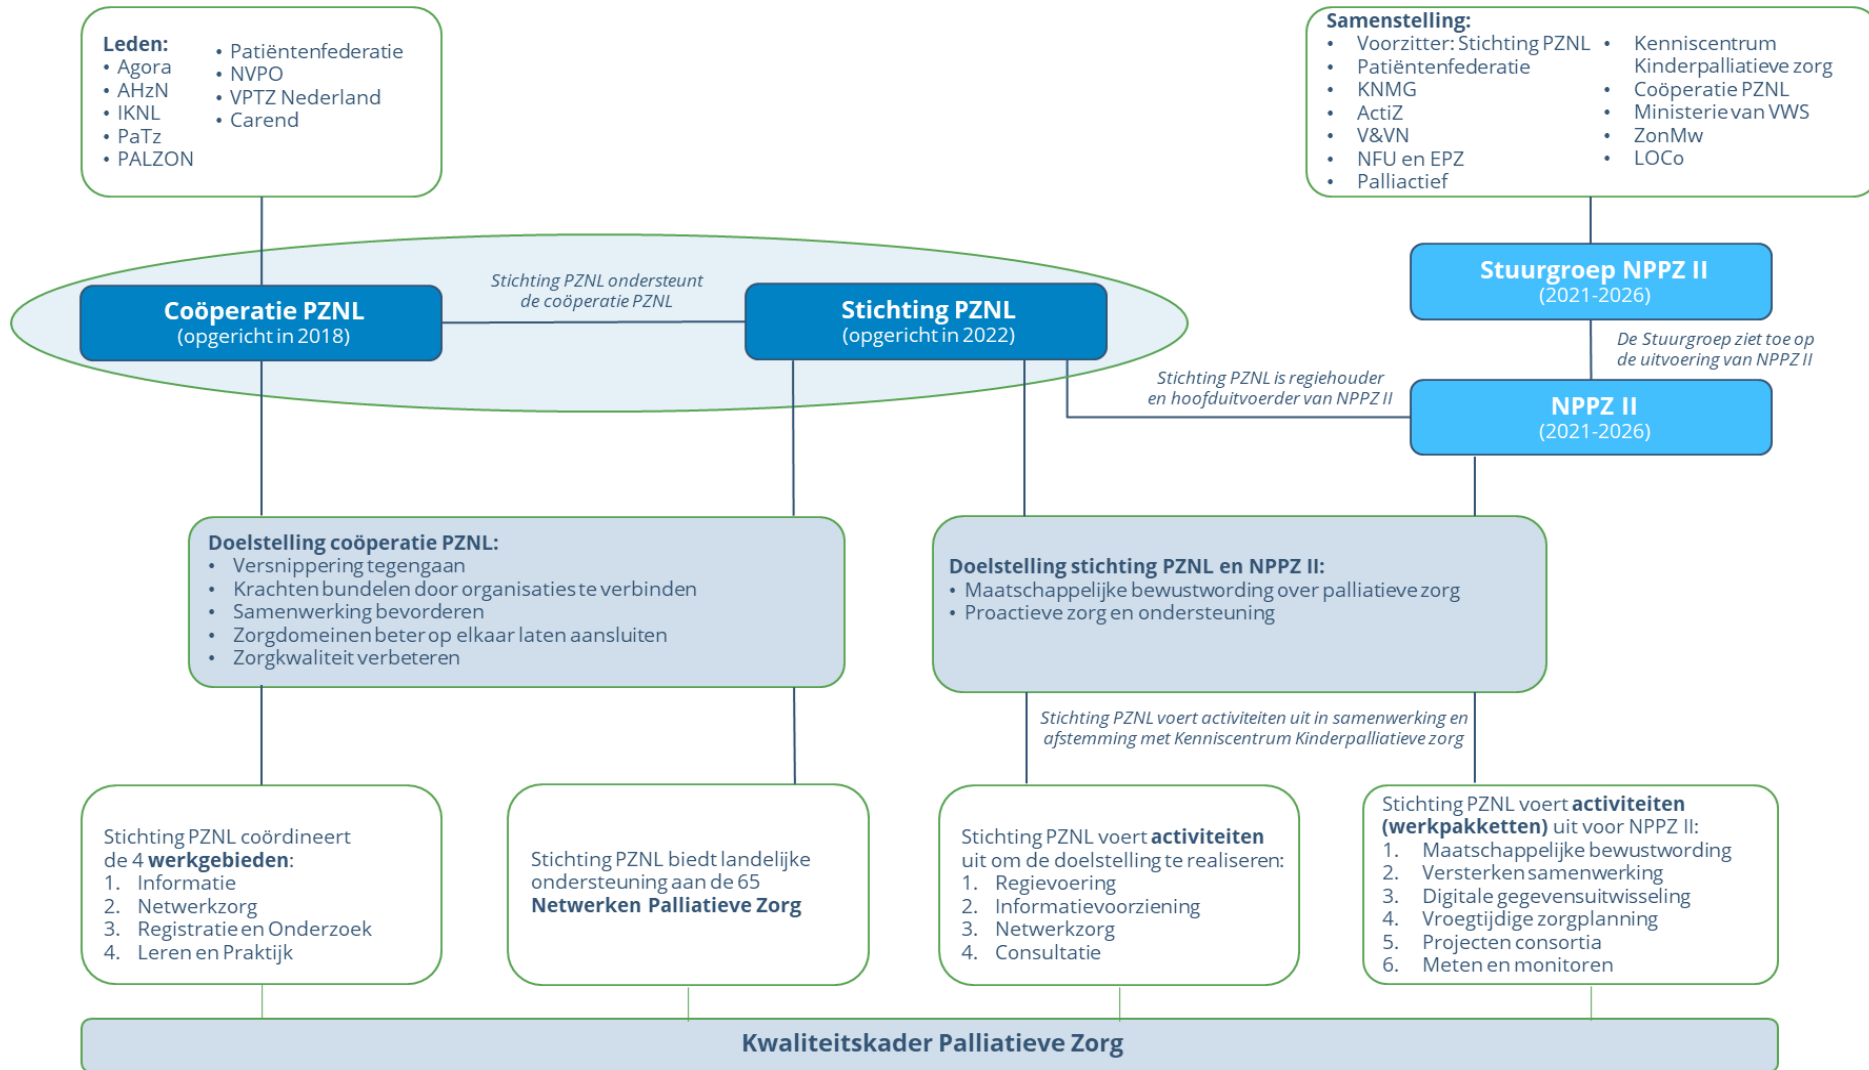 Leden:
• Agora
• AHzN
• IKNL
• PaTz
• PALZON
• Patiëntenfederatie
• NVPO
• VPTZ Nederland
• Carend
Samenstelling:
• Voorzitter: Stichting PZNL
• Patiëntenfederatie
• KNMG
• ActiZ
• V&VN
• NFU en EPZ
• Palliactief
• Kenniscentrum
Kinderpalliatieve zorg
• Coöperatie PZNL
• Ministerie van VWS
• ZonMw
• LOCo
Coöperatie PZNL
(opgericht in 2018)
Stichting PZNL ondersteunt
de coöperatie PZNL
Stichting PZNL
(opgericht in 2022)
Stuurgroep NPPZ II
(2021-2026)
De Stuurgroep ziet toe op
de uitvoering van NPPZ II
Stichting PZNL is regiehouder
en hoofduitvoerder van NPPZ II
NPPZ II
(2021-2026)
Doelstelling coöperatie PZNL:
• Versnippering tegengaan
• Krachten bundelen door organisaties te verbinden
• Samenwerking bevorderen
• Zorgdomeinen beter op elkaar laten aansluiten
• Zorgkwaliteit verbeteren
Doelstelling stichting PZNL en NPPZ II:
• Maatschappelijke bewustwording over palliatieve zorg
• Proactieve zorg en ondersteuning
Stichting PZNL voert activiteiten uit in samenwerking en
afstemming met Kenniscentrum Kinderpalliatieve zorg
Stichting PZNL coördineert
de 4 werkgebieden:
1. Informatie
2. Netwerkzorg
3. Registratie en Onderzoek
4. Leren en Praktijk
Stichting PZNL biedt landelijke
ondersteuning aan de 65
Netwerken Palliatieve Zorg
Stichting PZNL voert activiteiten
uit om de doelstelling te realiseren:
1. Regievoering
2. Informatievoorziening
3. Netwerkzorg
4. Consultatie
Stichting PZNL voert activiteiten
(werkpakketten) uit voor NPPZ II:
1. Maatschappelijke bewustwording
2. Versterken samenwerking
3. Digitale gegevensuitwisseling
4. Vroegtijdige zorgplanning
5. Projecten consortia
6. Meten en monitoren
Kwaliteitskader Palliatieve Zorg